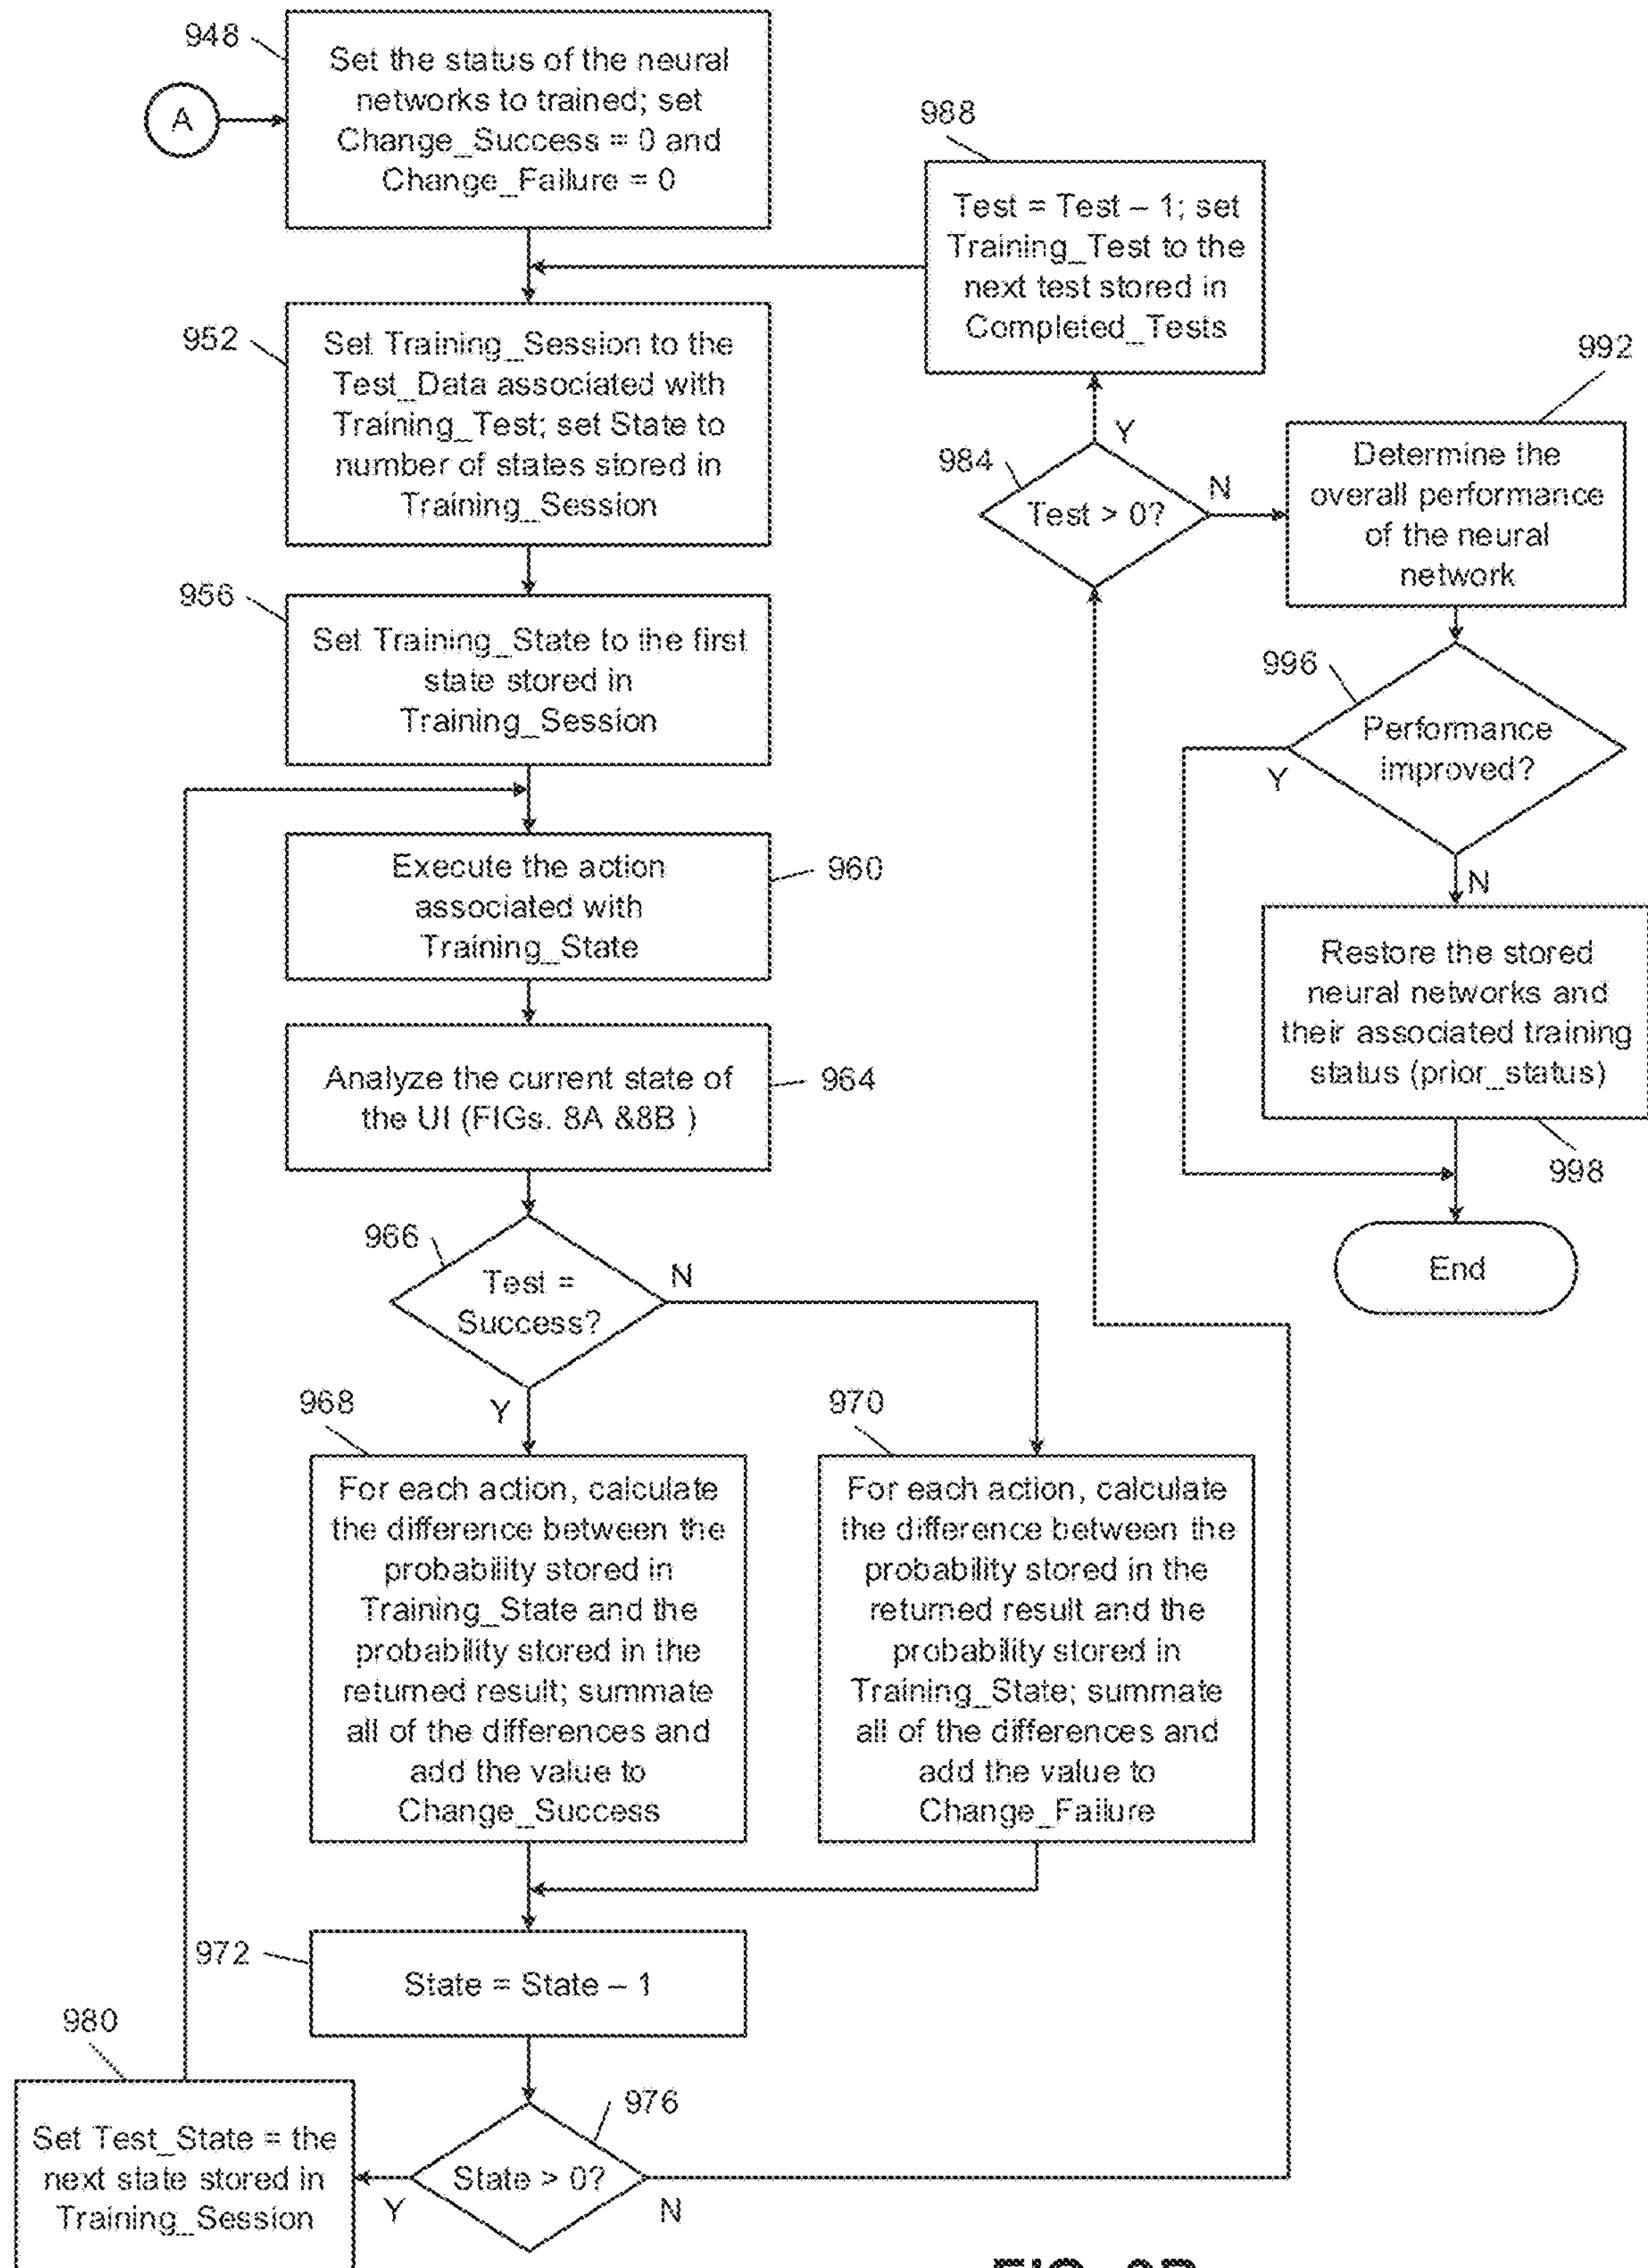 948
Set the status of the neural
networks to trained; set
Change_Success = 0 and
Change_Failure = 0
A
988
Test = Test – 1; set
Training_Test to the
next test stored in
Completed_Tests
952
Set Training_Session to the
Test_Data associated with
Training_Test; set State to
number of states stored in
Training_Session
992
Determine the
overall performance
of the neural
network
984
Test > 0?
Y
N
956
Set Training_State to the first
state stored in
Training_Session
996
Performance
improved?
Y
N
960
Execute the action
associated with
Training_State
Restore the stored
neural networks and
their associated training
status (prior_status)
998
964
Analyze the current state of
the UI (FIGs. 8A &8B )
End
966
Test =
Success?
N
Y
968
For each action, calculate
the difference between the
probability stored in
Training_State and the
probability stored in the
returned result; summate
all of the differences and
add the value to
Change_Success
970
For each action, calculate
the difference between the
probability stored in the
returned result and the
probability stored in
Training_State; summate
all of the differences and
add the value to
Change_Failure
972
State = State – 1
980
Set Test_State = the
next state stored in
Training_Session
976
State > 0?
Y
N